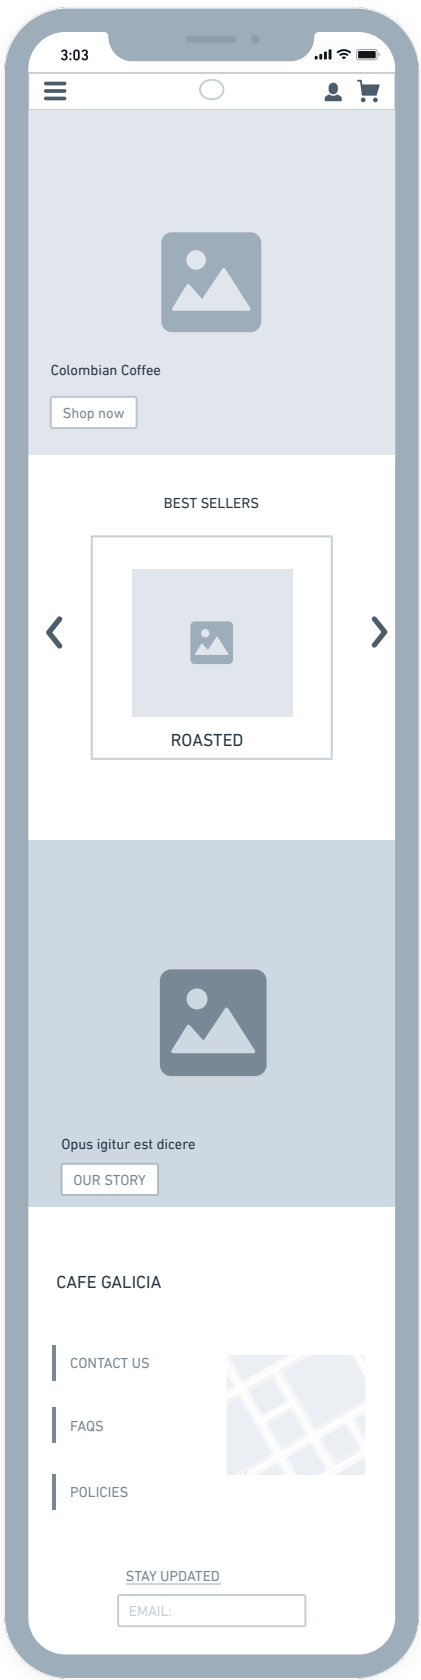 3:03
Colombian Coffee
Shop now
BEST SELLERS
ROASTED
Opus igitur est dicere
OUR STORY
CAFE GALICIA
CONTACT US
FAQS
POLICIES
STAY UPDATED
EMAIL: